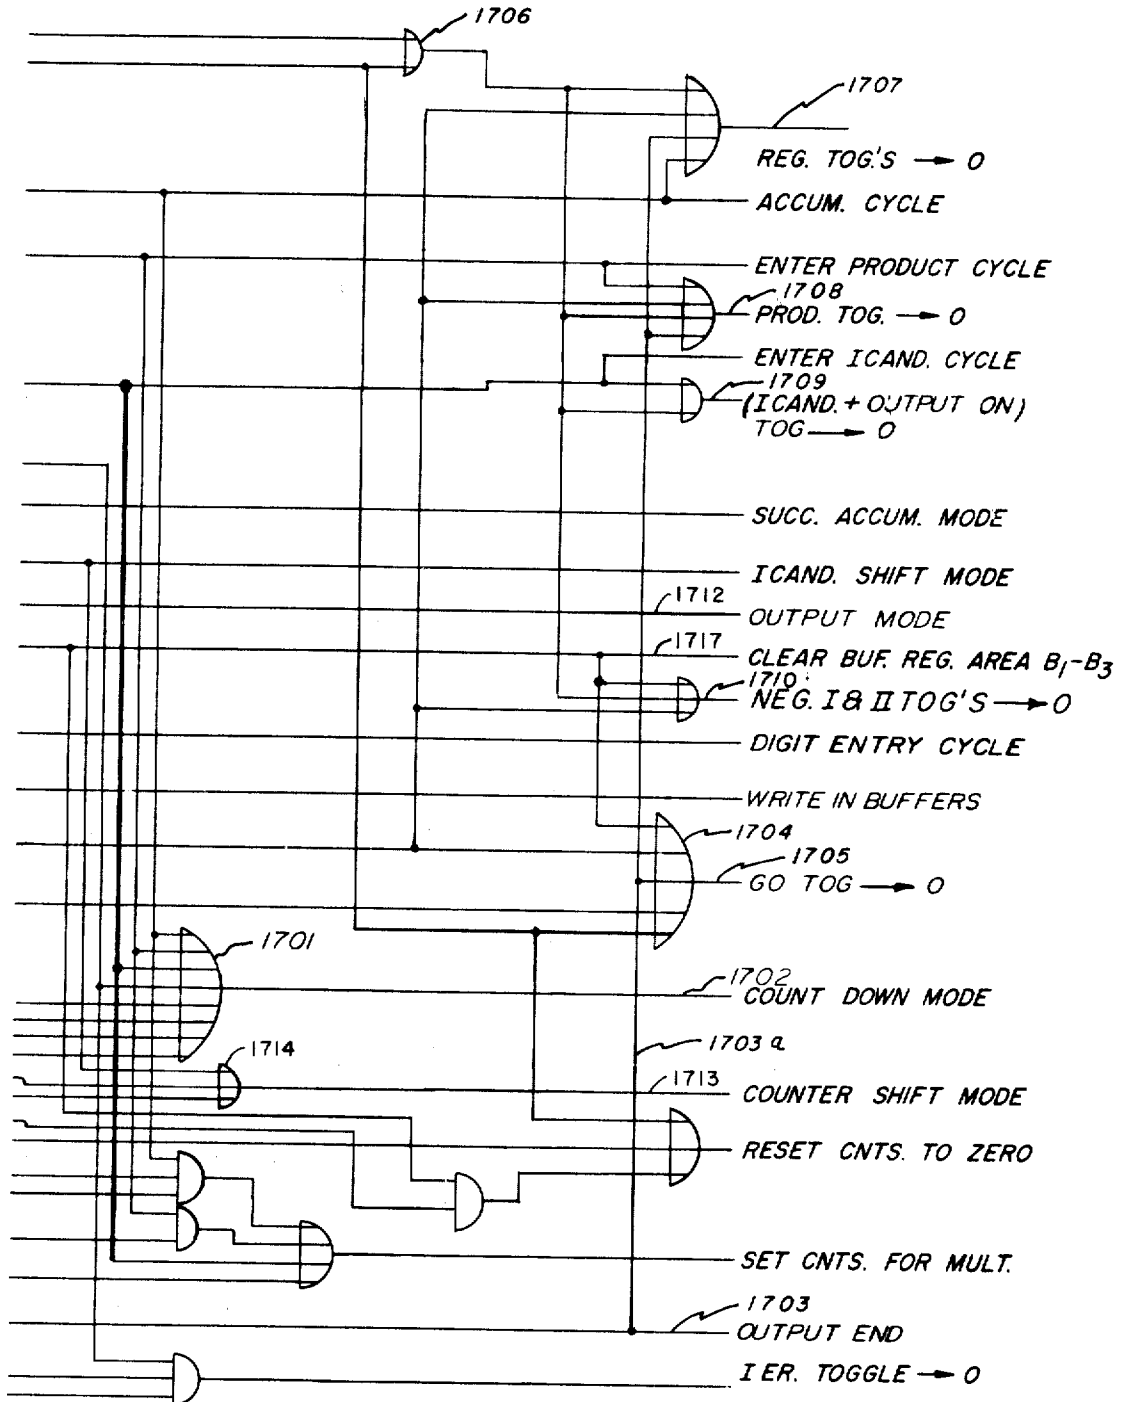 1706
1707
REG. TOG.'S → 0
ACCUM. CYCLE
ENTER PRODUCT CYCLE
1708
PROD. TOG. → 0
ENTER ICAND. CYCLE
1709
(ICAND. + OUTPUT ON)
TOG → 0
SUCC. ACCUM. MODE
ICAND. SHIFT MODE
1712
OUTPUT MODE
1717
CLEAR BUF. REG. AREA B1-B3
1710
NEG. I & II TOG'S → 0
DIGIT ENTRY CYCLE
WRITE IN BUFFERS
1704
1705
GO TOG → 0
1701
1702
COUNT DOWN MODE
1703a
1714
1713
COUNTER SHIFT MODE
RESET CNTS. TO ZERO
SET CNTS. FOR MULT.
1703
OUTPUT END
IER. TOGGLE → 0